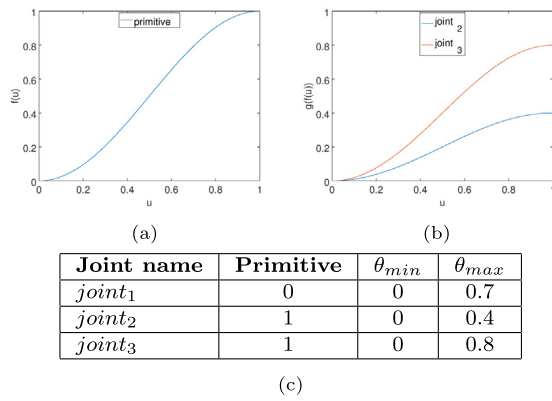 primitive
1
0.8
0.6
0.4
0.2
0
f(u)
0 0.2 0.4 0.6 0.8 1
u
(a)
joint 2
joint 3
1
0.8
0.6
0.4
0.2
0
g(f(u))
0 0.2 0.4 0.6 0.8 1
u
(b)
Joint name Primitive θmin θmax
joint1 0 0 0.7
joint2 1 0 0.4
joint3 1 0 0.8
(c)